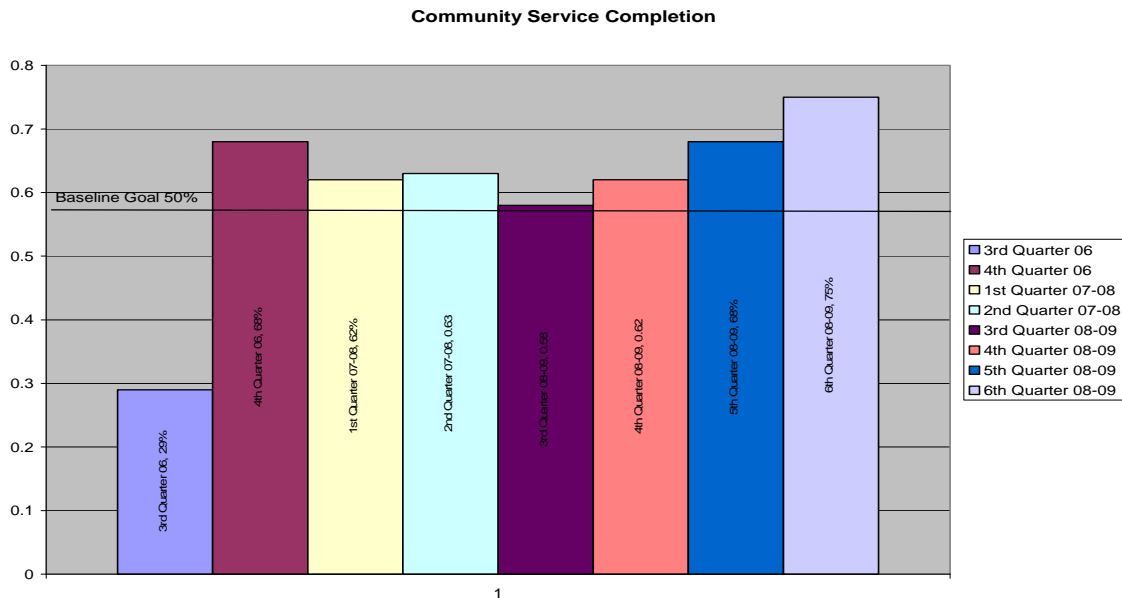 Community Service Completion
0.8
0.7
0.6
0.5
0.4
0.3
0.2
0.1
0
Baseline Goal 50%
3rd Quarter 06, 29%
4th Quarter 06, 68%
1st Quarter 07-08, 62%
2nd Quarter 07-08, 0.63
3rd Quarter 08-09, 0.58
4th Quarter 08-09, 0.62
5th Quarter 08-09, 68%
6th Quarter 08-09, 75%
1
3rd Quarter 06
4th Quarter 06
1st Quarter 07-08
2nd Quarter 07-08
3rd Quarter 08-09
4th Quarter 08-09
5th Quarter 08-09
6th Quarter 08-09